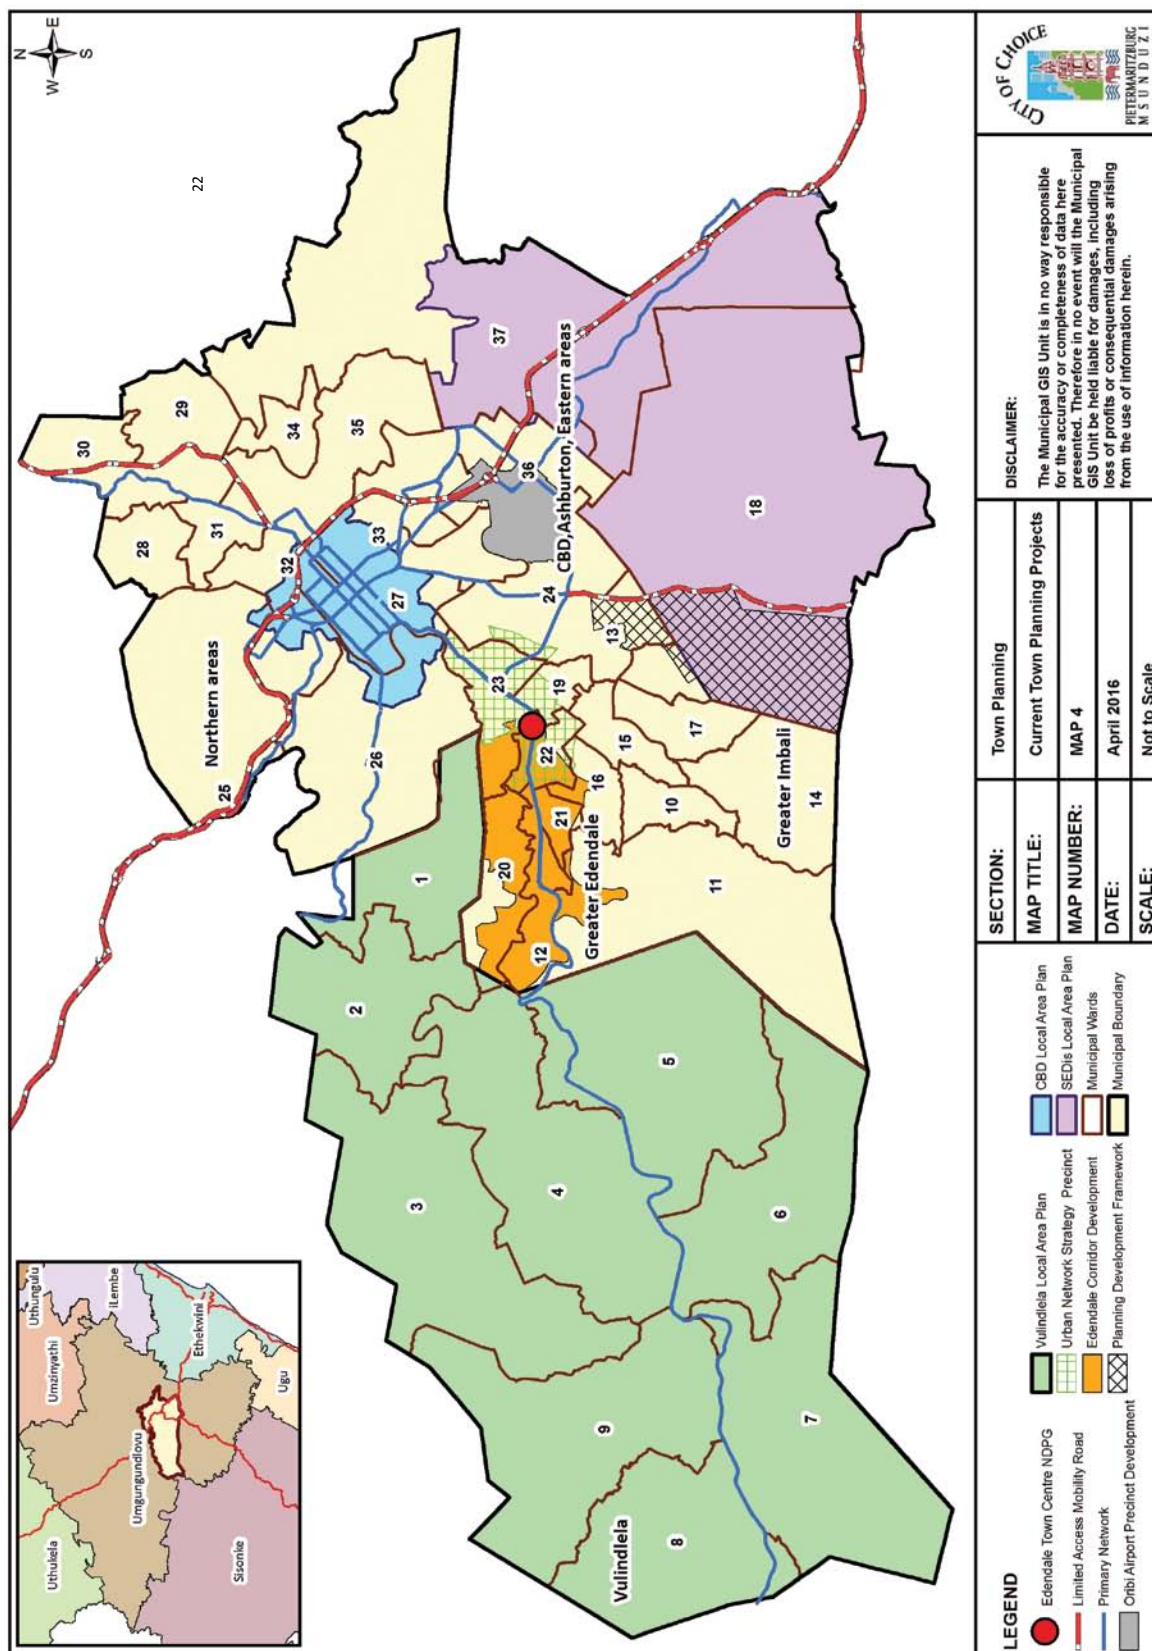 N
E
W
S
22
Uthungulu
Umzinyathi
iLembe
Ethekwini
Uthukela
Umgungundlovu
Ugu
Sisonke
Northern areas
CBD,Ashburton, Eastern areas
Greater Edendale
Greater Imbali
Vulindlela
1
2
3
4
5
6
7
8
9
10
11
12
13
14
15
16
17
18
19
20
21
22
23
24
25
26
27
28
29
30
31
32
33
34
35
36
37
LEGEND
Edendale Town Centre NDPG
Limited Access Mobility Road
Primary Network
Oribi Airport Precinct Development
Vulindlela Local Area Plan
Urban Network Strategy Precinct
Edendale Corridor Development
Planning Development Framework
CBD Local Area Plan
SEDis Local Area Plan
Municipal Wards
Municipal Boundary
SECTION: Town Planning
MAP TITLE: Current Town Planning Projects
MAP NUMBER: MAP 4
DATE: April 2016
SCALE: Not to Scale
DISCLAIMER:
The Municipal GIS Unit is in no way responsible
for the accuracy or completeness of data here
presented. Therefore in no event will the Municipal
GIS Unit be held liable for damages, including
loss of profits or consequential damages arising
from the use of information herein.
CITY OF CHOICE
PIETERMARITZBURG
MSUNDUZI